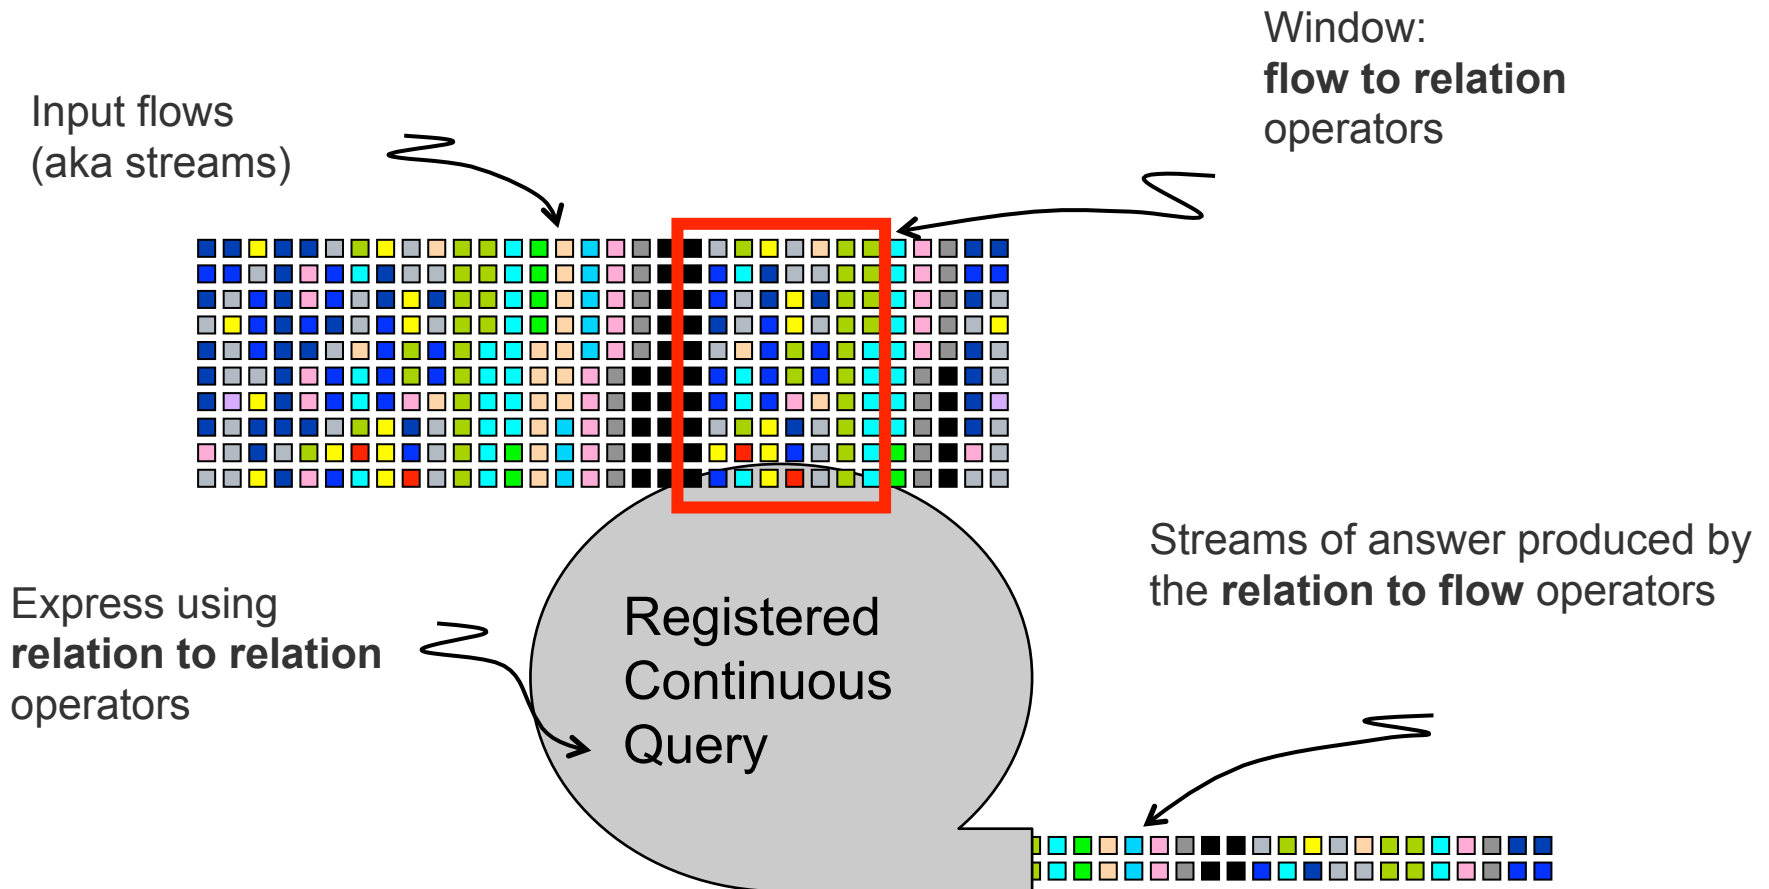 Input flows
(aka streams)
Window:
flow to relation
operators
Express using
relation to relation
operators
Registered
Continuous
Query
Streams of answer produced by
the relation to flow operators